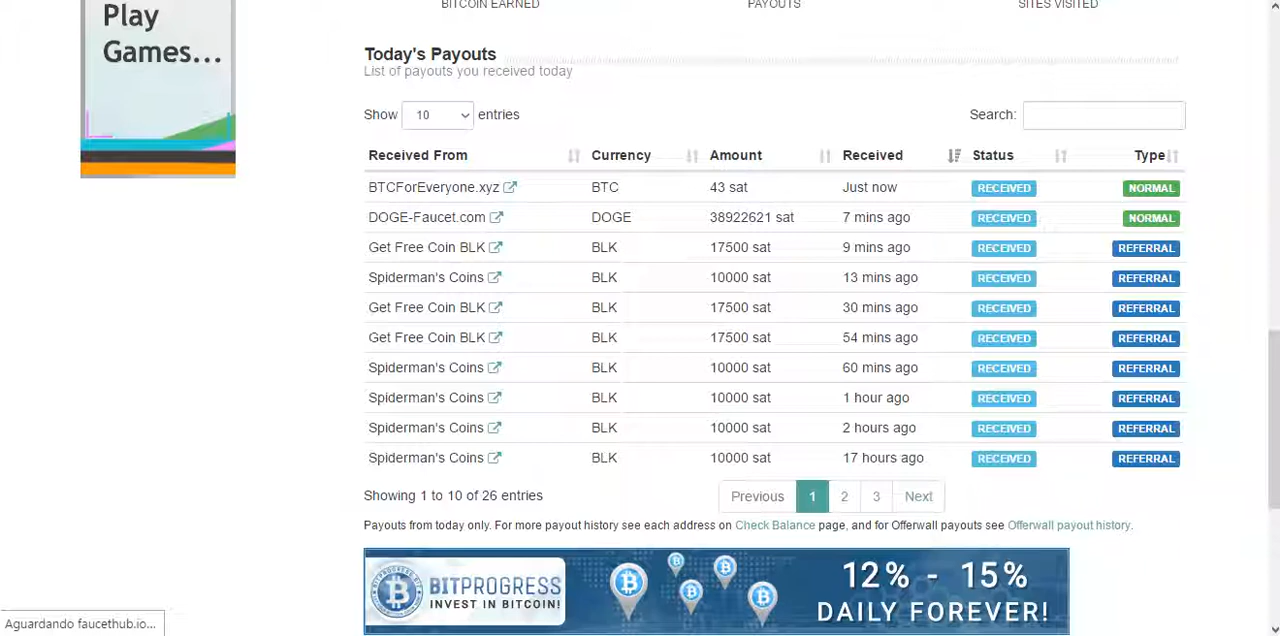 Play
Games...
BITCOIN EARNED PAYOUTS SITES VISITED
Today's Payouts
List of payouts you received today
Show 10 entries Search:
Received From Currency Amount Received Status Type
BTCForEveryone.xyz BTC 43 sat Just now RECEIVED NORMAL
DOGE-Faucet.com DOGE 38922621 sat 7 mins ago RECEIVED NORMAL
Get Free Coin BLK BLK 17500 sat 9 mins ago RECEIVED REFERRAL
Spiderman's Coins BLK 10000 sat 13 mins ago RECEIVED REFERRAL
Get Free Coin BLK BLK 17500 sat 30 mins ago RECEIVED REFERRAL
Get Free Coin BLK BLK 17500 sat 54 mins ago RECEIVED REFERRAL
Spiderman's Coins BLK 10000 sat 60 mins ago RECEIVED REFERRAL
Spiderman's Coins BLK 10000 sat 1 hour ago RECEIVED REFERRAL
Spiderman's Coins BLK 10000 sat 2 hours ago RECEIVED REFERRAL
Spiderman's Coins BLK 10000 sat 17 hours ago RECEIVED REFERRAL
Showing 1 to 10 of 26 entries Previous 1 2 3 Next
Payouts from today only. For more payout history see each address on Check Balance page, and for Offerwall payouts see Offerwall payout history.
BITPROGRESS
INVEST IN BITCOIN!
12% - 15%
DAILY FOREVER!
Aguardando faucethub.io...